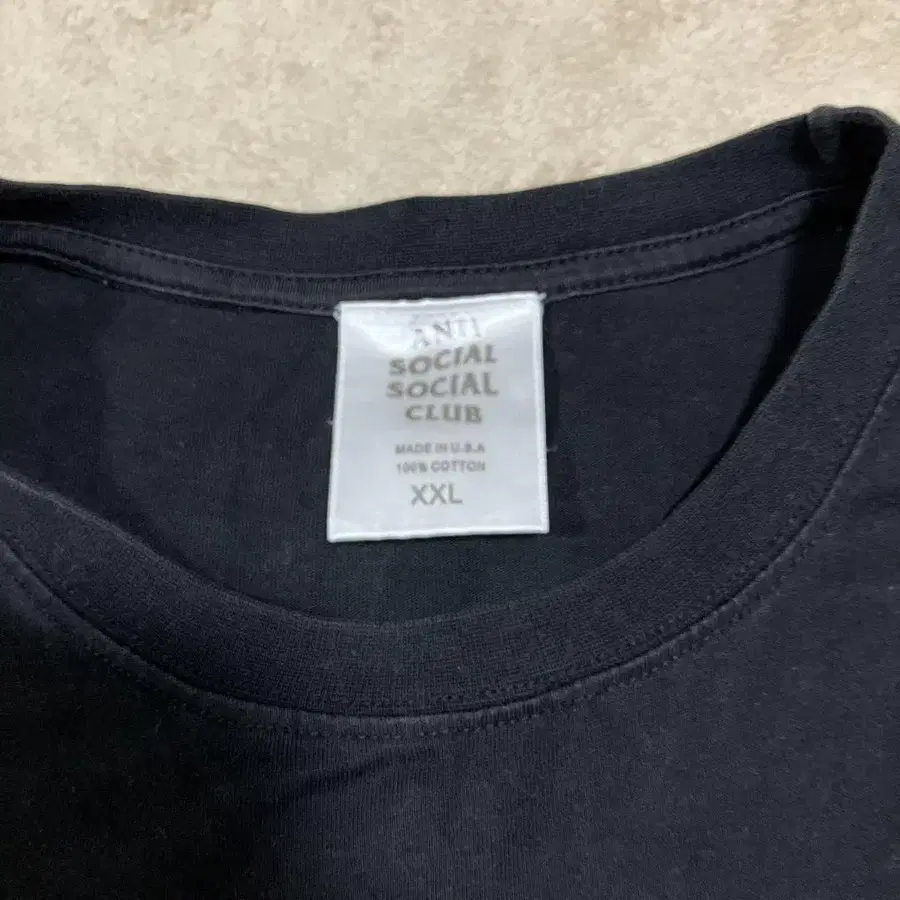 ANTI
SOCIAL
SOCIAL
CLUB
MADE IN U.S.A
100% COTTON
XXL